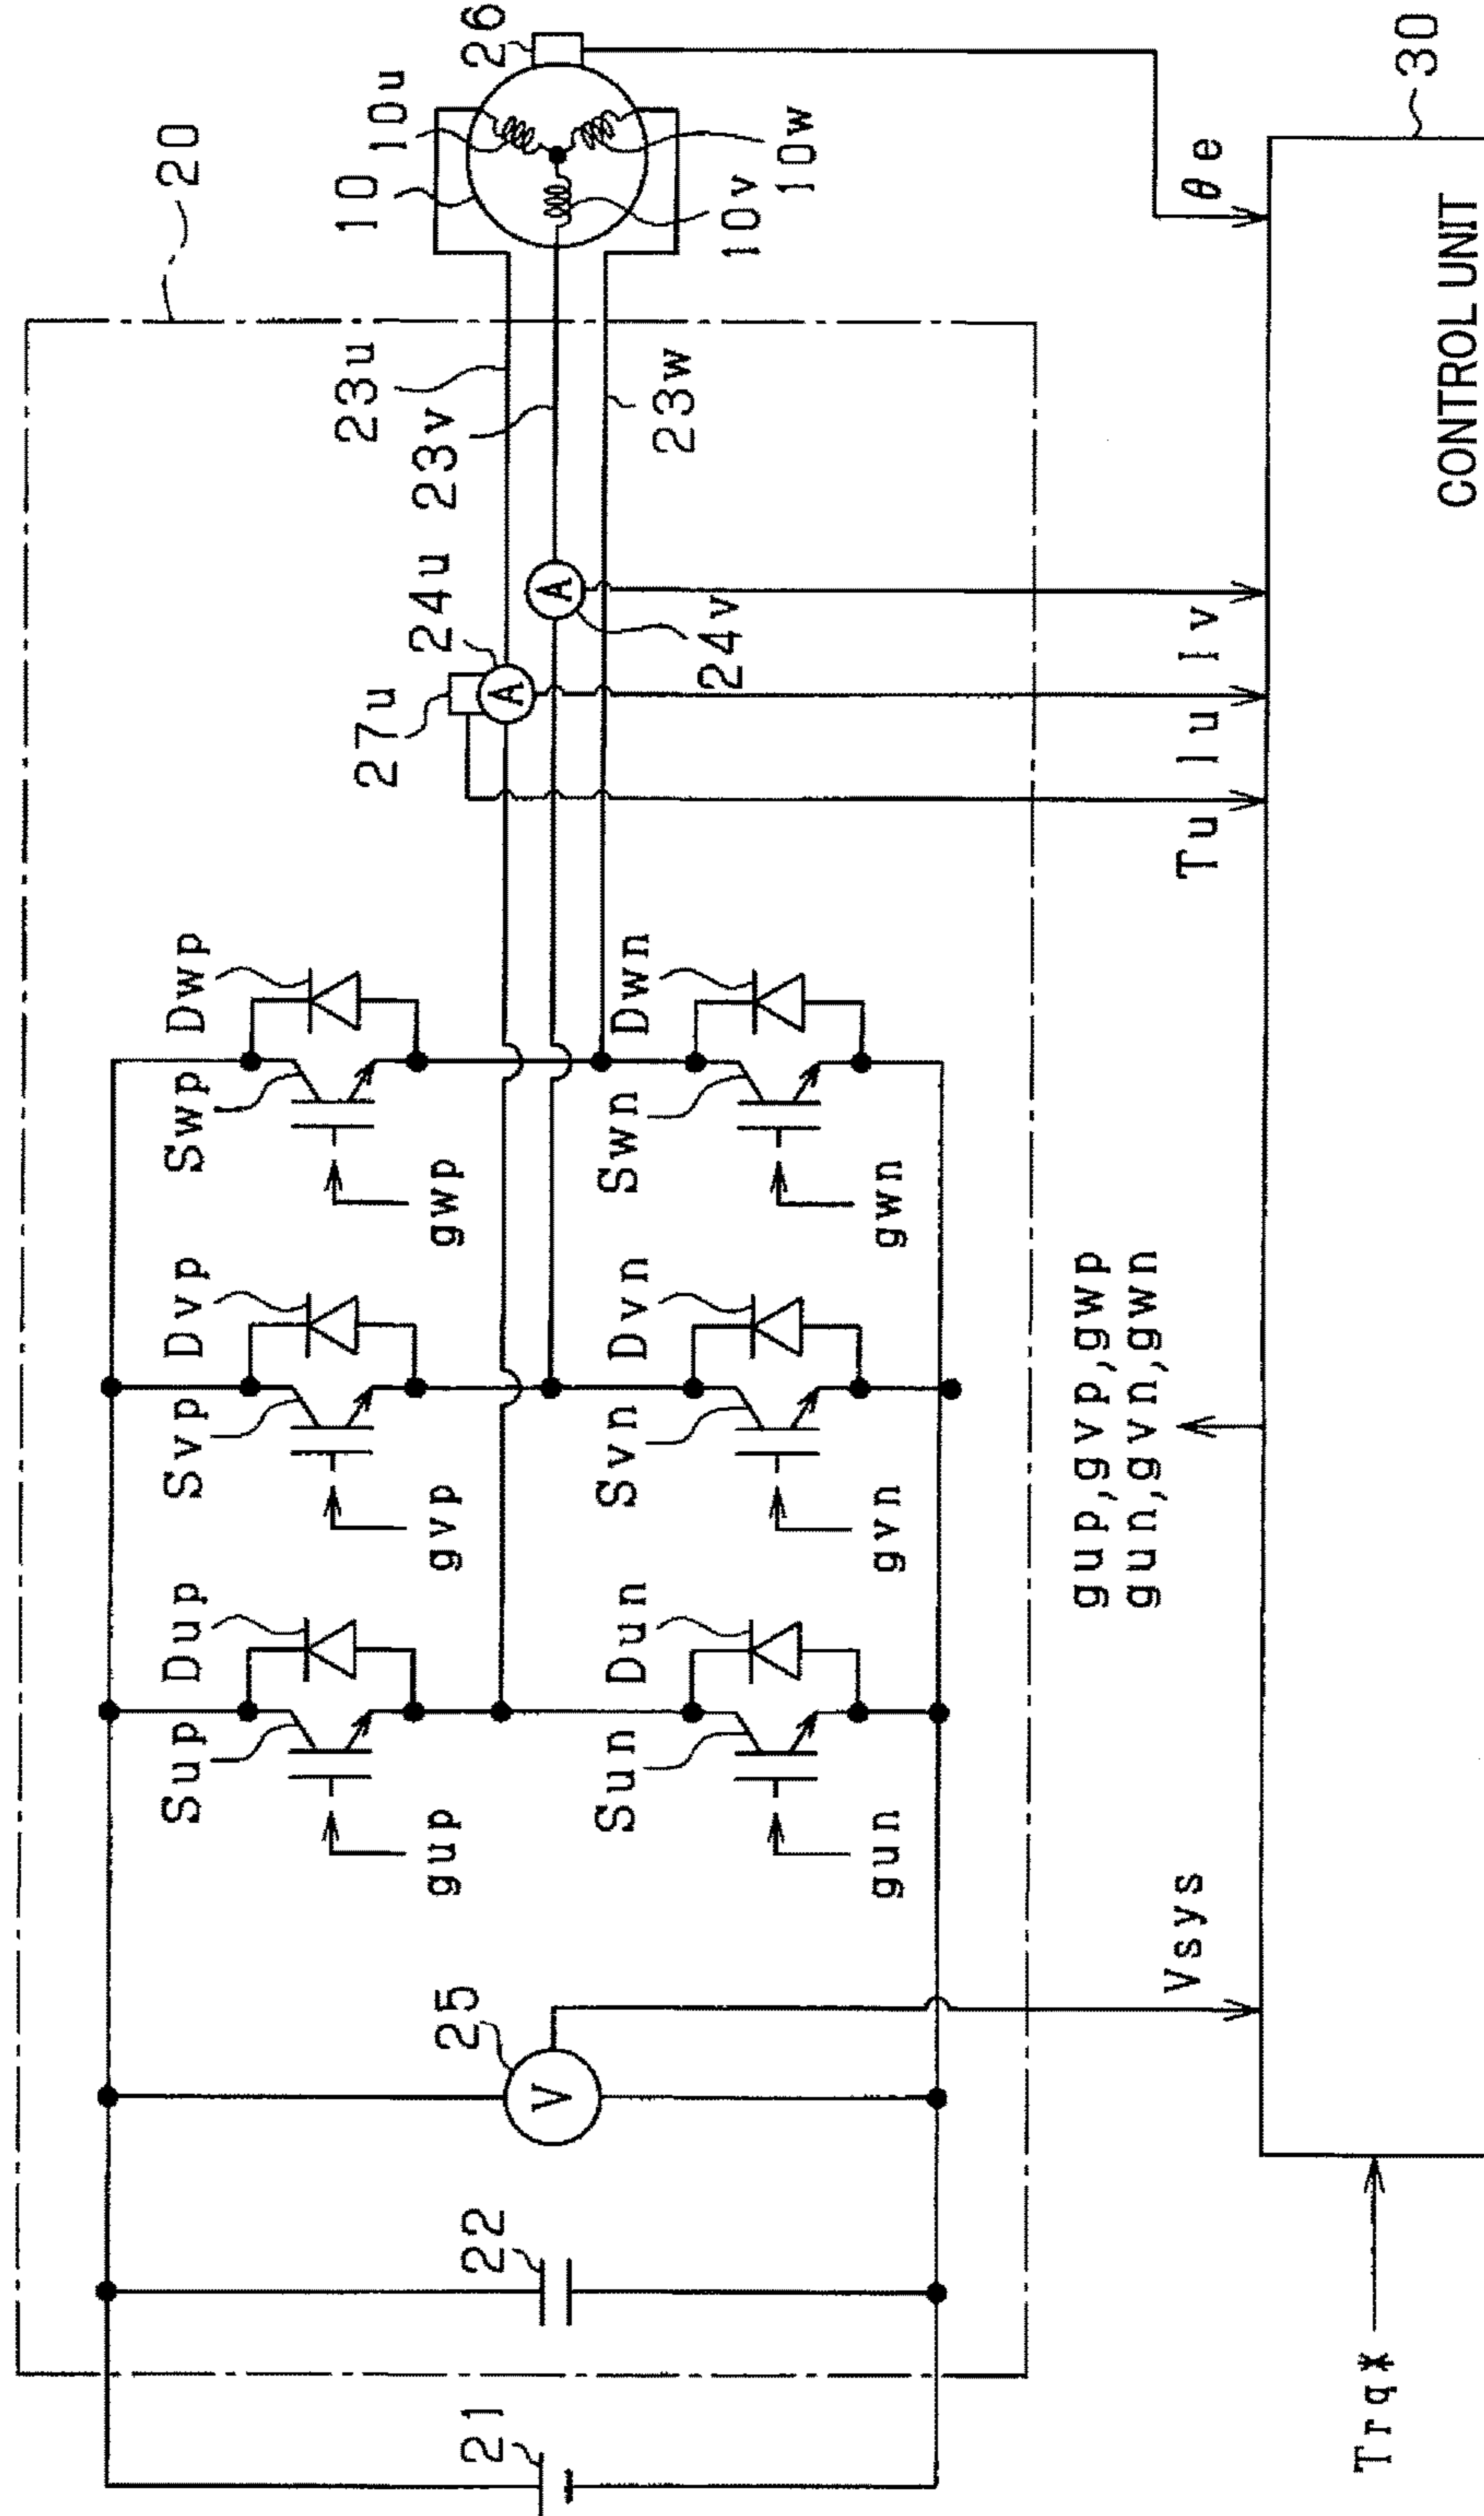 20
10
10u
26
10v
10w
23u
23v
23w
24u
24v
27u
Dwp
Swp
gwp
Dwn
Swn
gwn
Dvp
Svp
gvp
Dvn
Svn
gvn
Dup
Sup
gup
Dun
Sun
gun
A
A
25
V
22
21
Vsys
gup,gvp,gwp
gun,gvn,gwn
Tu
Iu
Iv
θe
30
CONTROL UNIT
Trq*